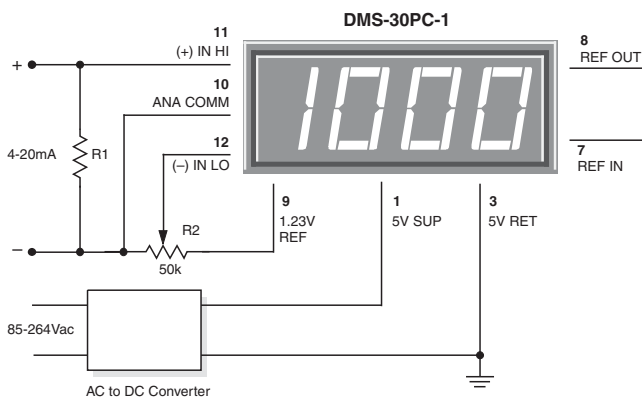 DMS-30PC-1
11
(+) IN HI
8
REF OUT
1000
+
10
ANA COMM
12
(–) IN LO
4-20mA
R1
7
REF IN
9
1.23V
REF
1
5V SUP
3
5V RET
R2
–
50k
85-264Vac
AC to DC Converter